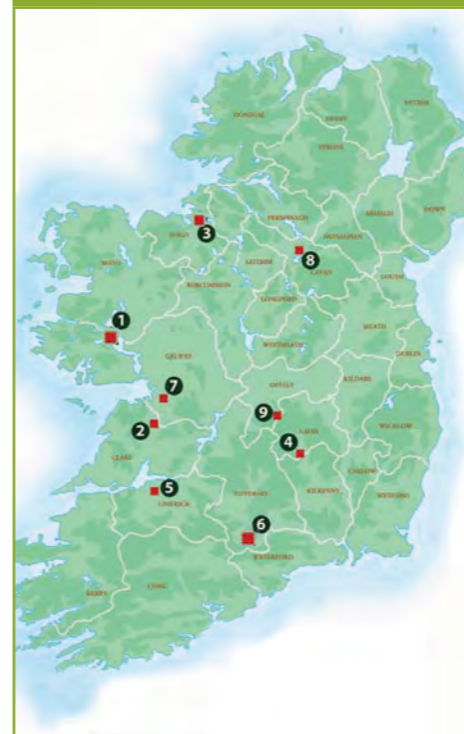 ANTRIM
DERRY
DONEGAL
TYRONE
DOWN
ARMAGH
FERMANAGH
MONAGHAN
3
SLIGO
8
LEITRIM
CAVAN
MAYO
LOUTH
ROSCOMMON
LONGFORD
1
MEATH
WESTMEATH
GALWAY
DUBLIN
7
OFFALY
KILDARE
9
2
LAOIS
WICKLOW
4
CLARE
CARLOW
5
TIPPERARY
KILKENNY
WEXFORD
LIMERICK
6
WATERFORD
CORK
KERRY